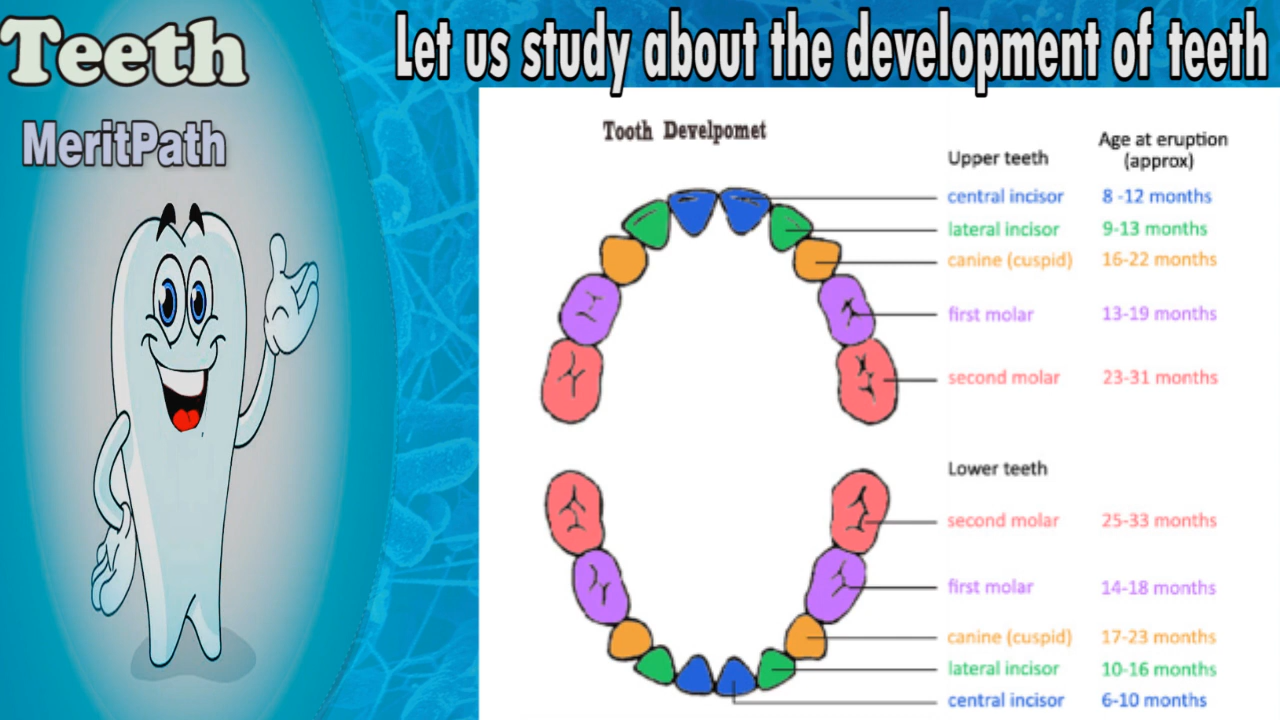 Teeth
MeritPath
Let us study about the development of teeth
Tooth Develpomet
Upper teeth
Age at eruption
(approx)
central incisor 8 -12 months
lateral incisor 9-13 months
canine (cuspid) 16-22 months
first molar 13-19 months
second molar 23-31 months
Lower teeth
second molar 25-33 months
first molar 14-18 months
canine (cuspid) 17-23 months
lateral incisor 10-16 months
central incisor 6-10 months